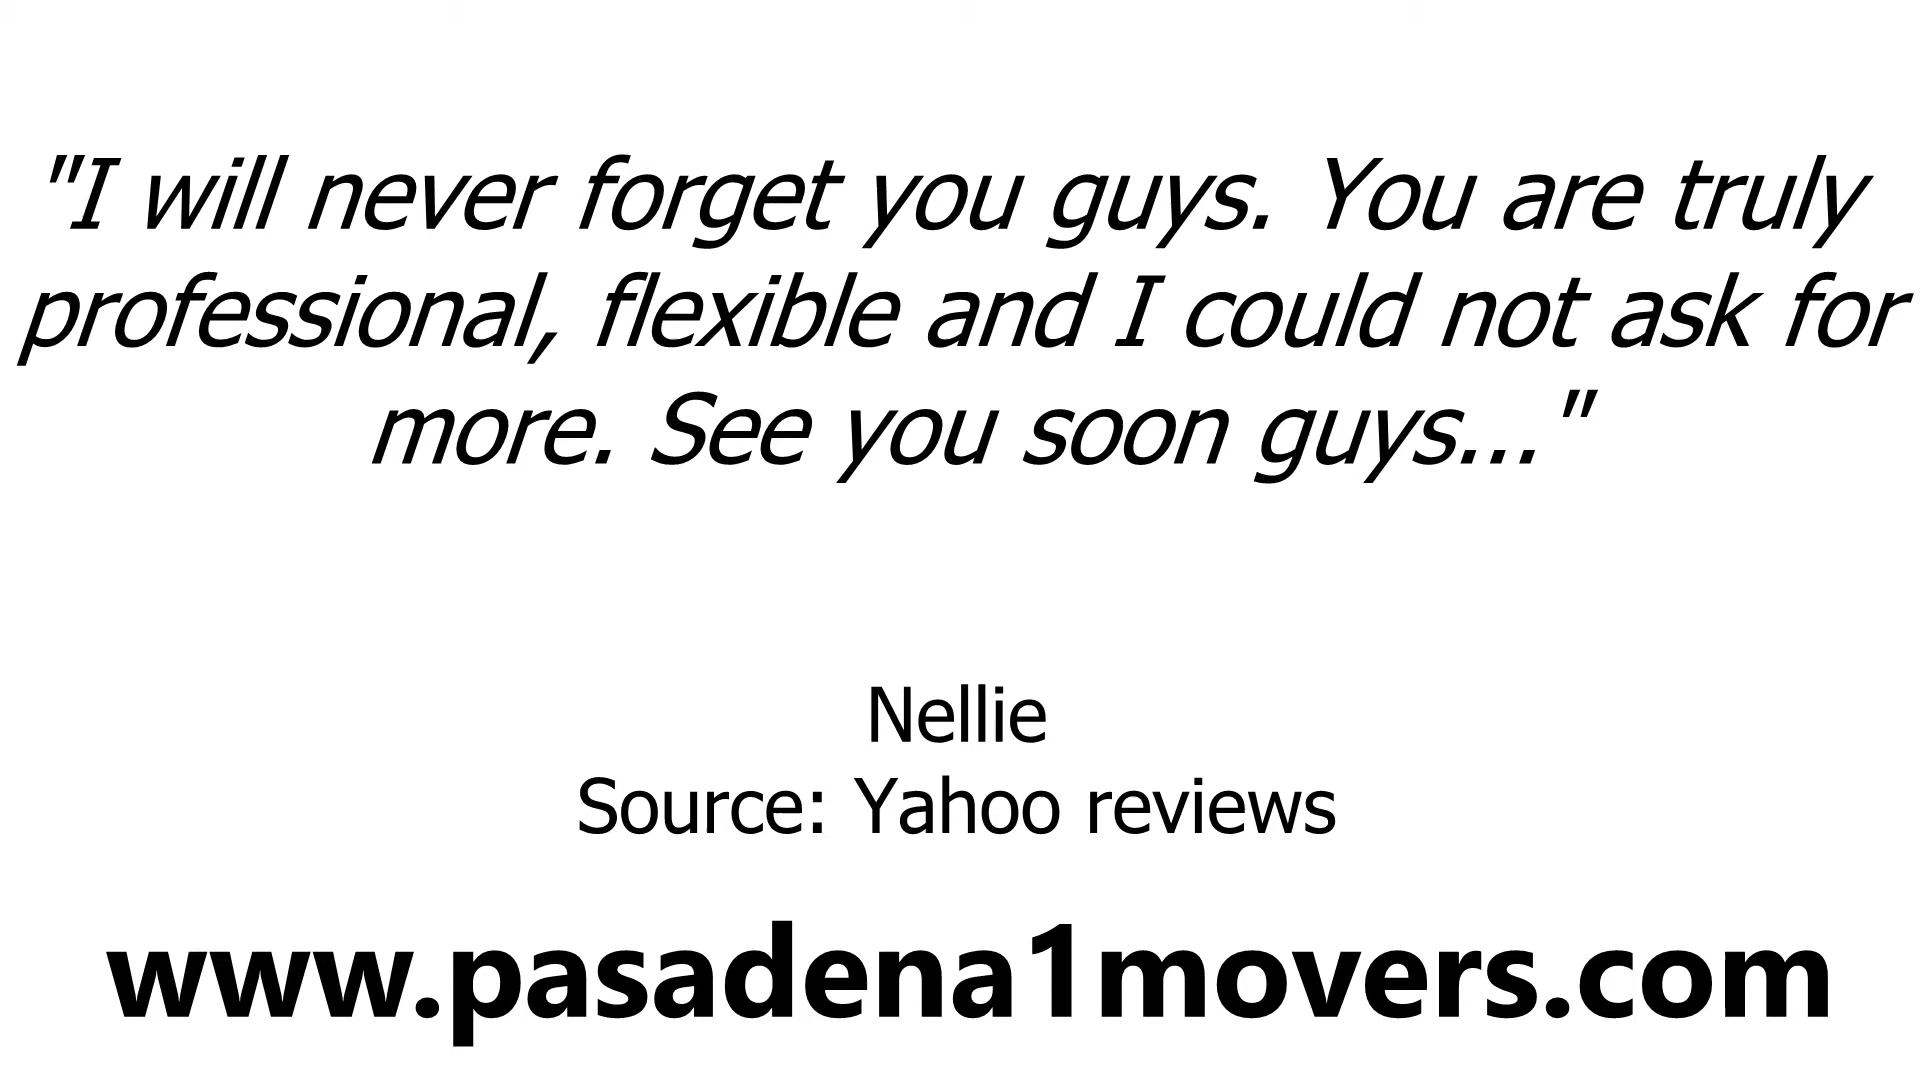 "I will never forget you guys. You are truly
professional, flexible and I could not ask for
more. See you soon guys..."
Nellie
Source: Yahoo reviews
www.pasadena1movers.com